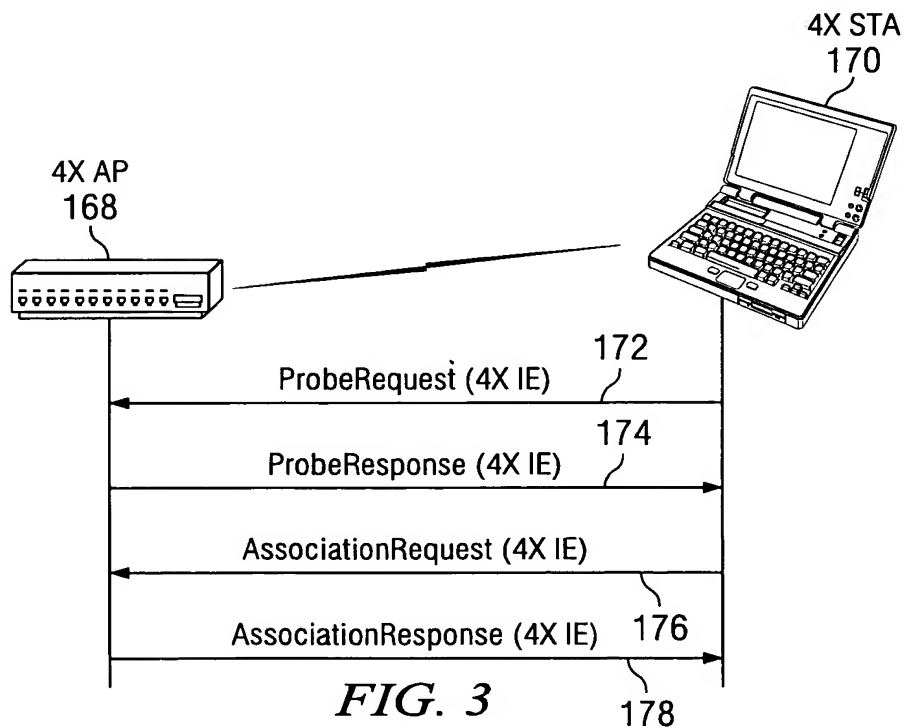 4X STA
170
4X AP
168
172
ProbeRequest (4X IE)
174
ProbeResponse (4X IE)
AssociationRequest (4X IE)
176
AssociationResponse (4X IE)
178
FIG. 3